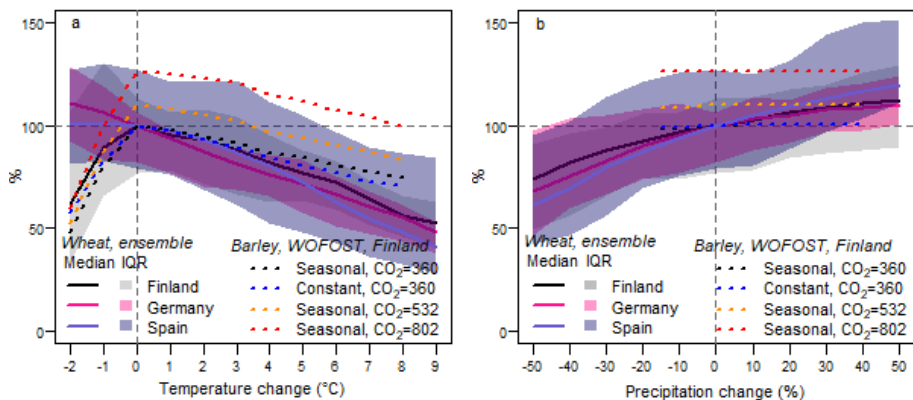 a
150
100
50
0
%
Wheat, ensemble
Median IQR
Finland
Germany
Spain
Barley, WOFOST, Finland
Seasonal, CO₂=360
Constant, CO₂=360
Seasonal, CO₂=532
Seasonal, CO₂=802
-2 -1 0 1 2 3 4 5 6 7 8 9
Temperature change (°C)
b
150
100
50
0
%
Wheat, ensemble
Median IQR
Finland
Germany
Spain
Barley, WOFOST, Finland
Seasonal, CO₂=360
Constant, CO₂=360
Seasonal, CO₂=532
Seasonal, CO₂=802
-50 -40 -30 -20 -10 0 10 20 30 40 50
Precipitation change (%)